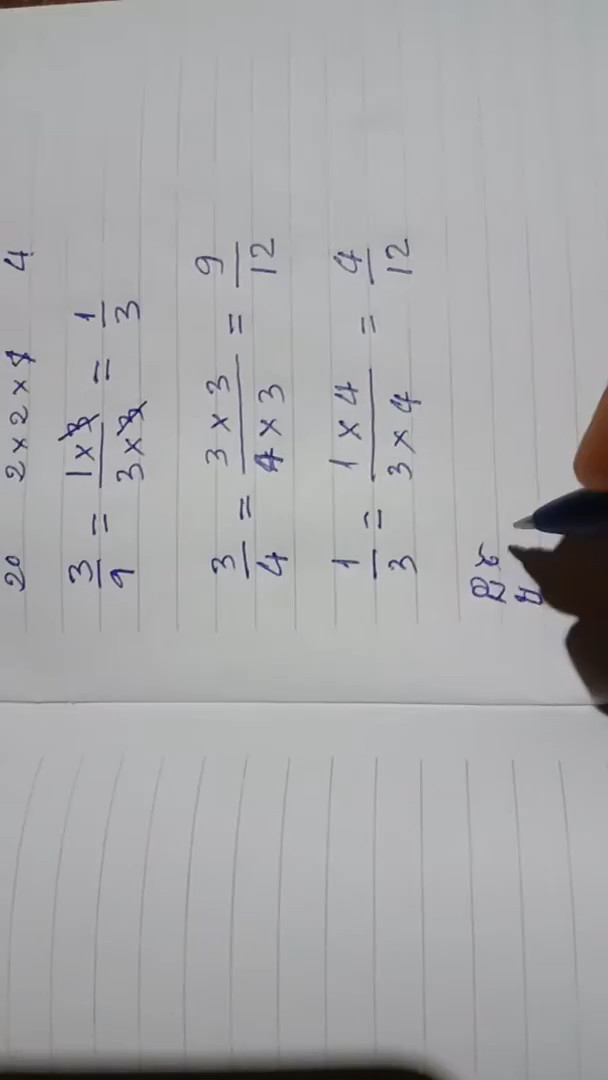 20 2 × 2 × 5 4
3/9 = 1 × 3/3 × 3 = 1/3
3/4 = 3 × 3/4 × 3 = 9/12
1/3 = 1 × 4/3 × 4 = 4/12